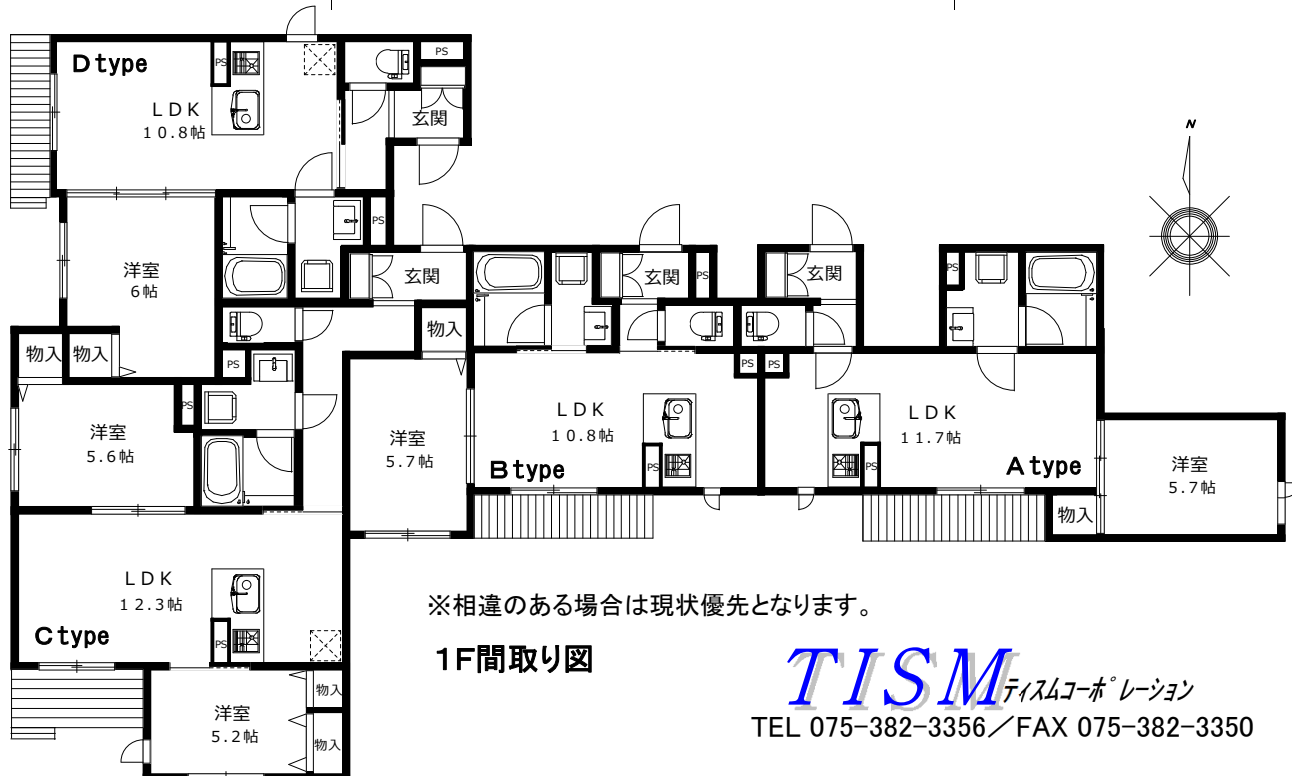 D type
PS
PS
LDK
10.8帖
玄関
PS
洋室
6帖
玄関
物入
物入
物入
PS
PS
洋室
5.6帖
LDK
12.3帖
C type
PS
洋室
5.2帖
物入
物入
洋室
5.7帖
玄関
PS
PS
LDK
10.8帖
B type
PS
玄関
PS
PS
LDK
11.7帖
A type
PS
物入
洋室
5.7帖
N
※相違のある場合は現状優先となります。
1F間取り図
TISM ティスムコーポレーション
TEL 075-382-3356/FAX 075-382-3350